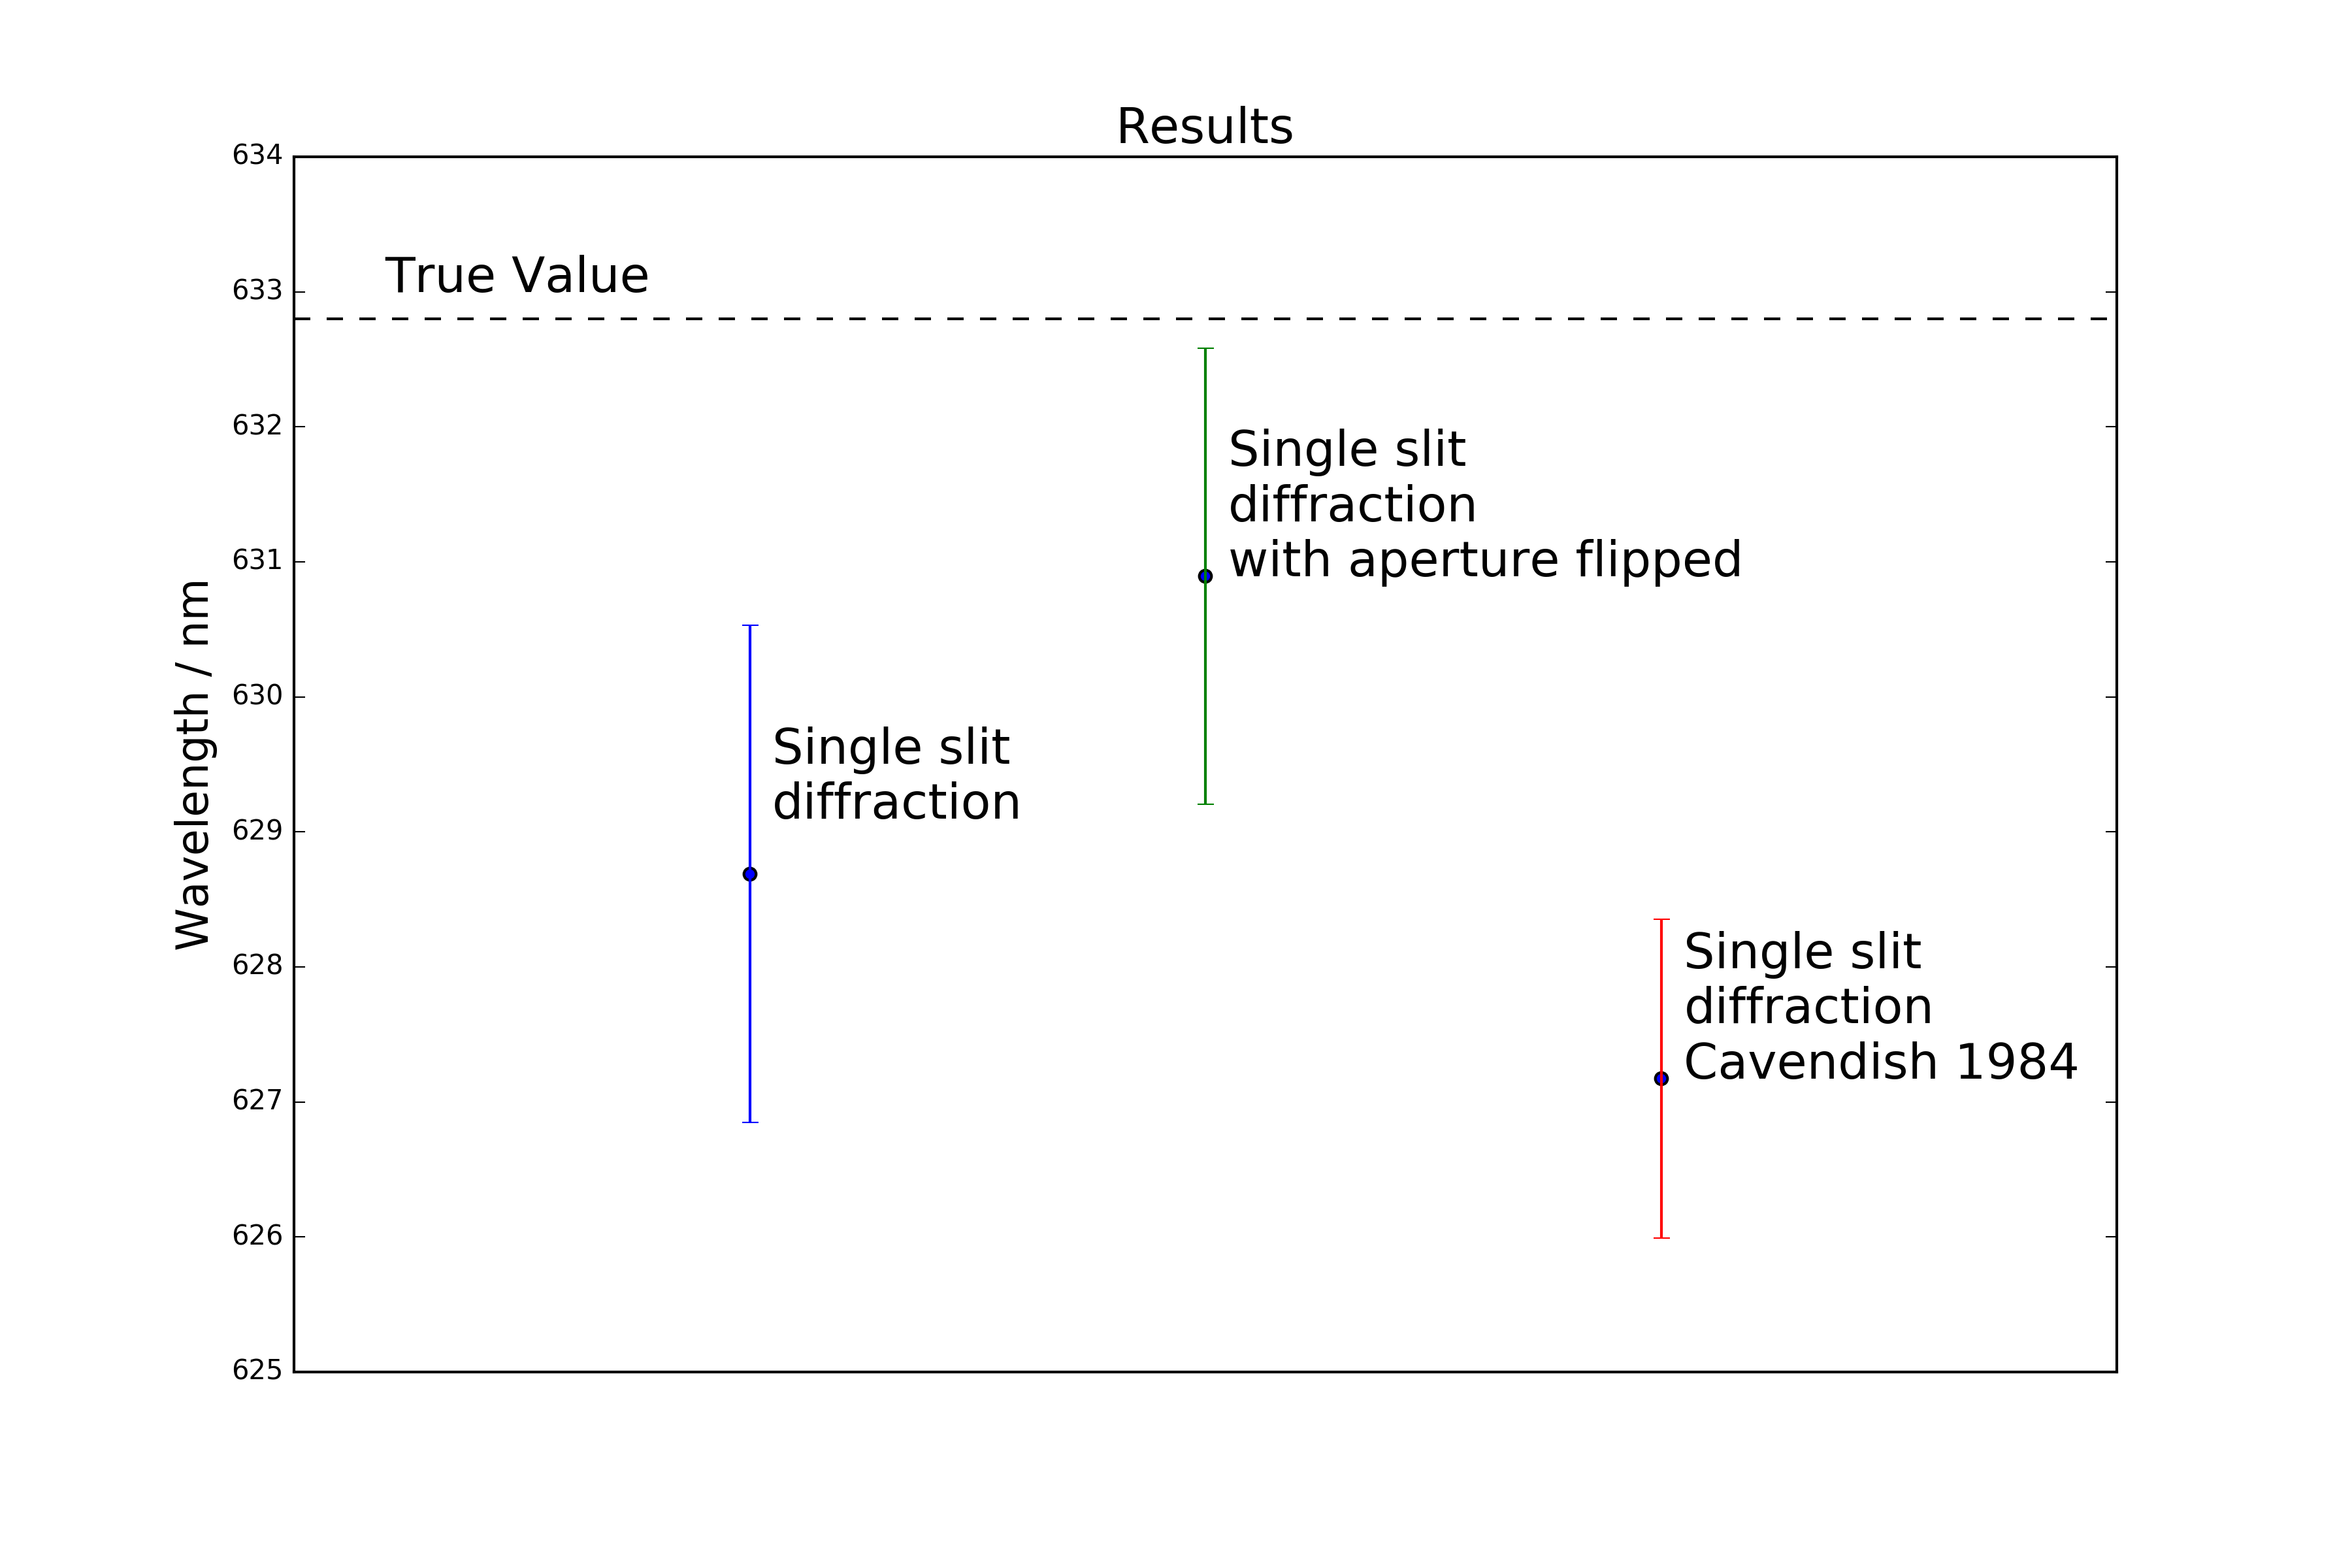 Results
634
True Value
633
632
Single slit
diffraction
with aperture flipped
631
630
Single slit
diffraction
629
628
Single slit
diffraction
Cavendish 1984
627
626
625
Wavelength / nm